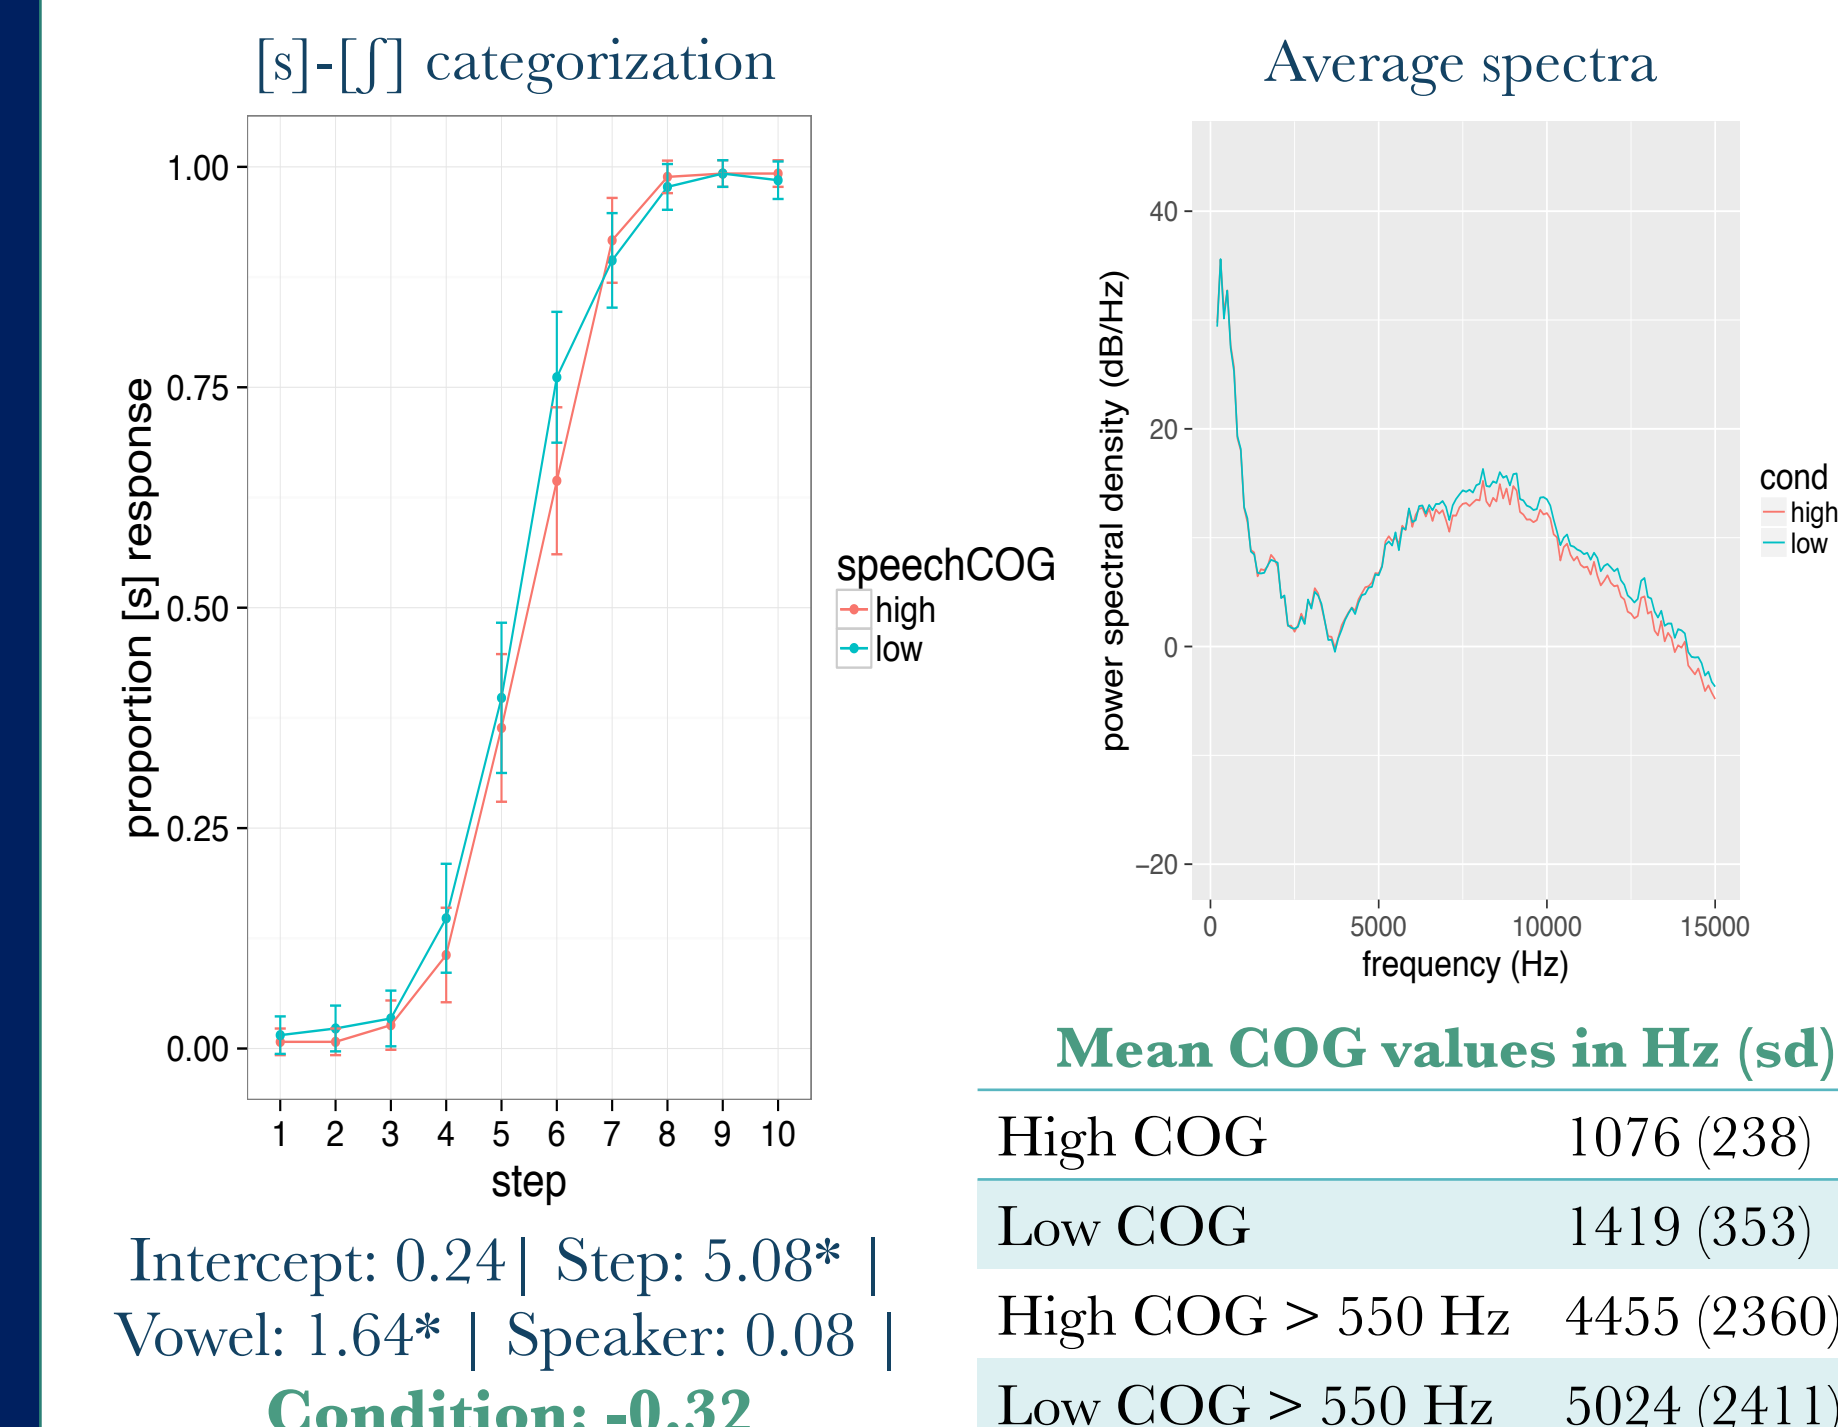 [s]-[ʃ] categorization
1.00
0.75
0.50
0.25
0.00
proportion [s] response
1 2 3 4 5 6 7 8 9 10
step
speechCOG
high
low
Intercept: 0.24 | Step: 5.08* |
Vowel: 1.64* | Speaker: 0.08 |
Condition: -0.32
Average spectra
40
20
0
−20
power spectral density (dB/Hz)
0 5000 10000 15000
frequency (Hz)
cond
high
low
Mean COG values in Hz (sd)
High COG 1076 (238)
Low COG 1419 (353)
High COG > 550 Hz 4455 (2360)
Low COG > 550 Hz 5024 (2411)